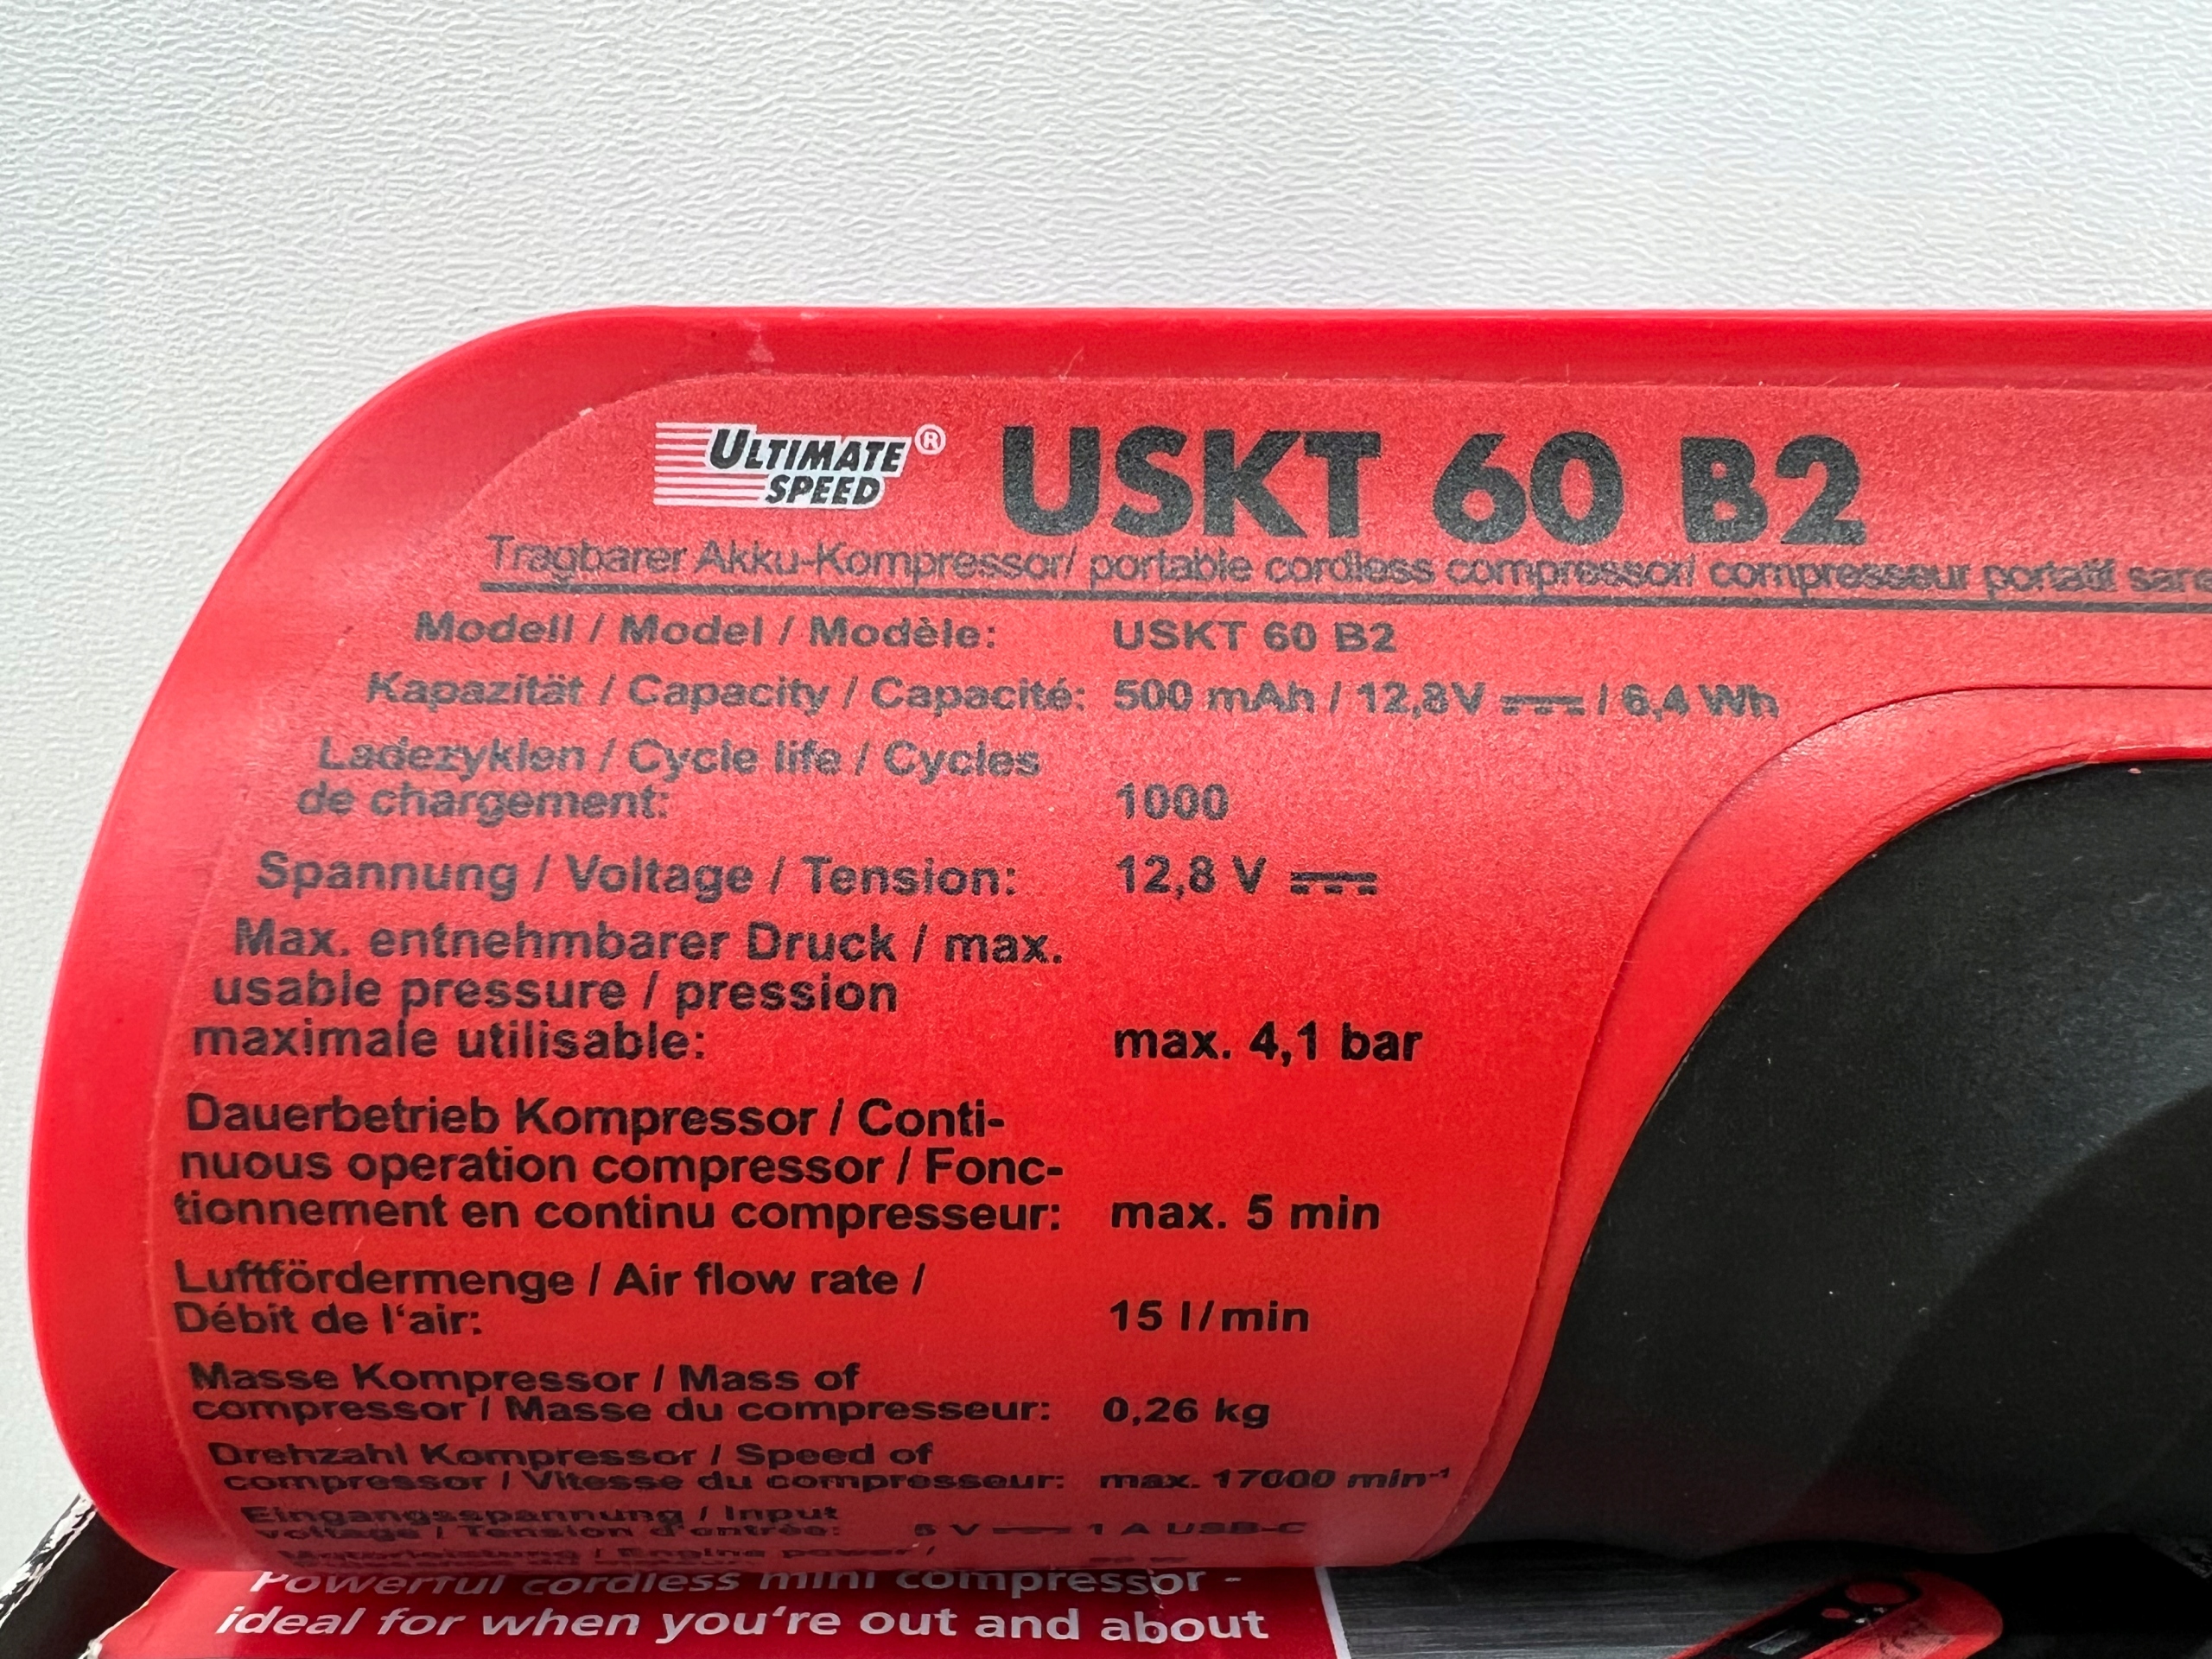 ULTIMATE SPEED®
USKT 60 B2
Tragbarer Akku-Kompressor/ portable cordless compressor/ compresseur portatif
Modell / Model / Modèle: USKT 60 B2
Kapazität / Capacity / Capacité: 500 mAh / 12,8V ⎓ / 6,4 Wh
Ladezyklen / Cycle life / Cycles
de chargement: 1000
Spannung / Voltage / Tension: 12,8 V ⎓
Max. entnehmbarer Druck / max.
usable pressure / pression
maximale utilisable: max. 4,1 bar
Dauerbetrieb Kompressor / Conti-
nuous operation compressor / Fonc-
tionnement en continu compresseur: max. 5 min
Luftfördermenge / Air flow rate /
Débit de l‘air: 15 l/min
Masse Kompressor / Mass of
compressor / Masse du compresseur: 0,26 kg
Drehzahl Kompressor / Speed of
compressor / Vitesse du compresseur: max. 17000 min⁻¹
Eingangsspannung / Input
voltage / Tension d‘entrée: 5 V ⎓ 1 A USB-C
Motorleistung / Engine power /
Powerful cordless mini compressor -
ideal for when you‘re out and about